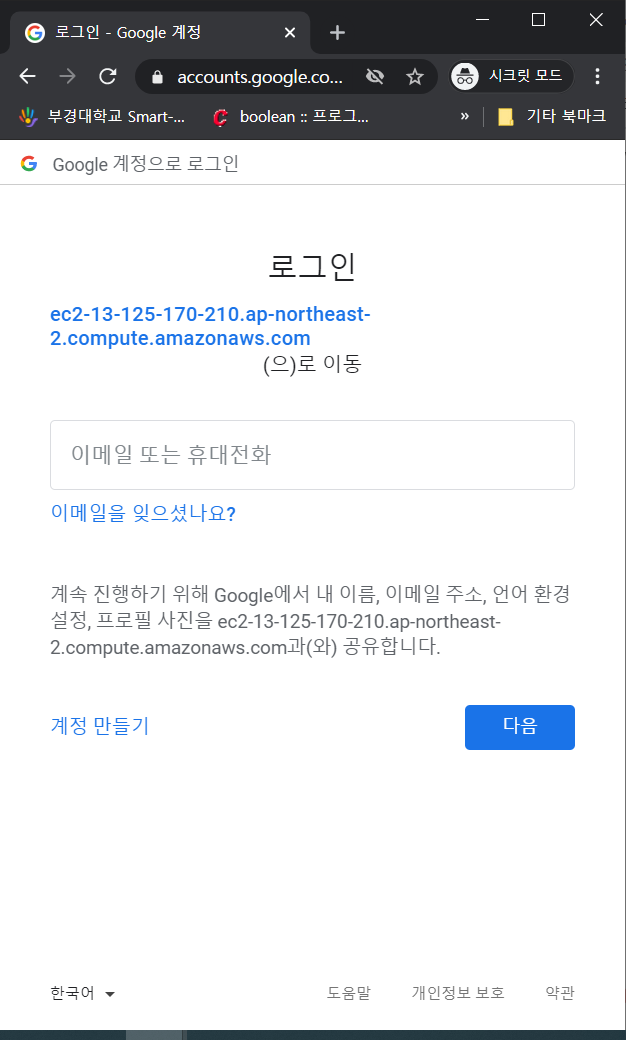 로그인 - Google 계정
accounts.google.co...
시크릿 모드
부경대학교 Smart-...
boolean :: 프로그...
»
기타 북마크
Google 계정으로 로그인
로그인
ec2-13-125-170-210.ap-northeast-
2.compute.amazonaws.com
(으)로 이동
이메일 또는 휴대전화
이메일을 잊으셨나요?
계속 진행하기 위해 Google에서 내 이름, 이메일 주소, 언어 환경
설정, 프로필 사진을 ec2-13-125-170-210.ap-northeast-
2.compute.amazonaws.com과(와) 공유합니다.
계정 만들기
다음
한국어
도움말
개인정보 보호
약관